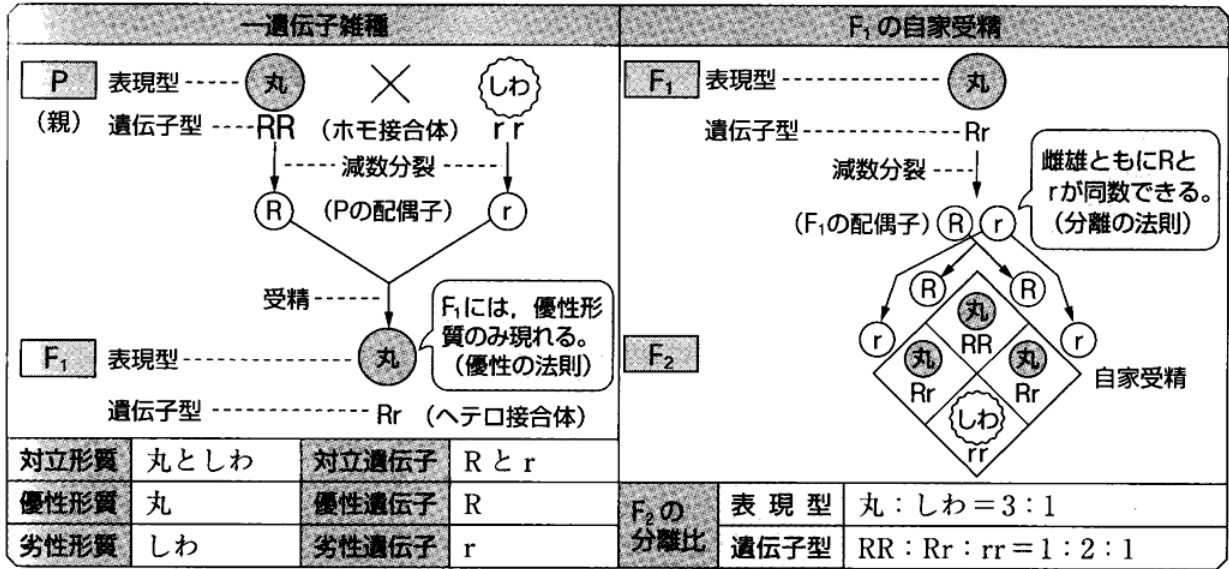 一遺伝子雑種
P 表現型 丸 しわ
(親) 遺伝子型 RR (ホモ接合体) rr
減数分裂
R (Pの配偶子) r
受精
F₁には，優性形
質のみ現れる。
(優性の法則)
F₁ 表現型 丸
遺伝子型 Rr (ヘテロ接合体)
対立形質 丸としわ 対立遺伝子 Rとr
優性形質 丸 優性遺伝子 R
劣性形質 しわ 劣性遺伝子 r
F₁の自家受精
F₁ 表現型 丸
遺伝子型 Rr
減数分裂
雌雄ともにRと
rが同数できる。
(分離の法則)
(F₁の配偶子) R r
R R
r 丸 r
RR
F₂ 丸 丸
Rr Rr 自家受精
しわ
rr
F₂の
分離比
表現型 丸：しわ＝3：1
遺伝子型 RR：Rr：rr＝1：2：1